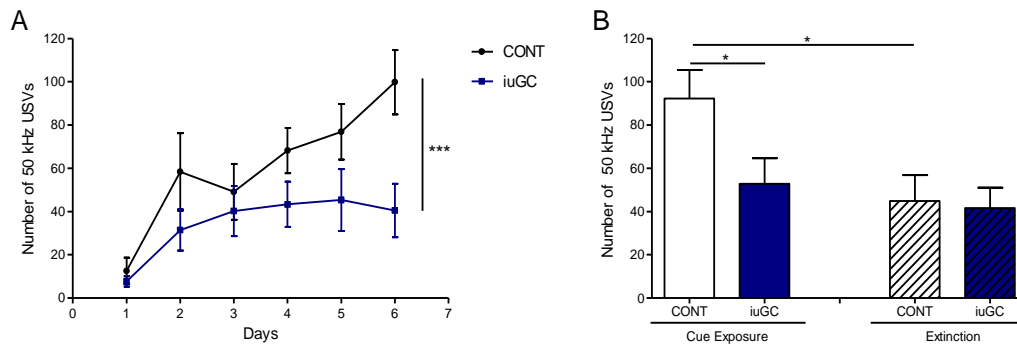 A
Number of 50 kHz USVs
120
100
80
60
40
20
0
0 1 2 3 4 5 6 7
Days
CONT
iuGC
***
B
Number of 50 kHz USVs
120
100
80
60
40
20
0
*
*
CONT iuGC CONT iuGC
Cue Exposure Extinction